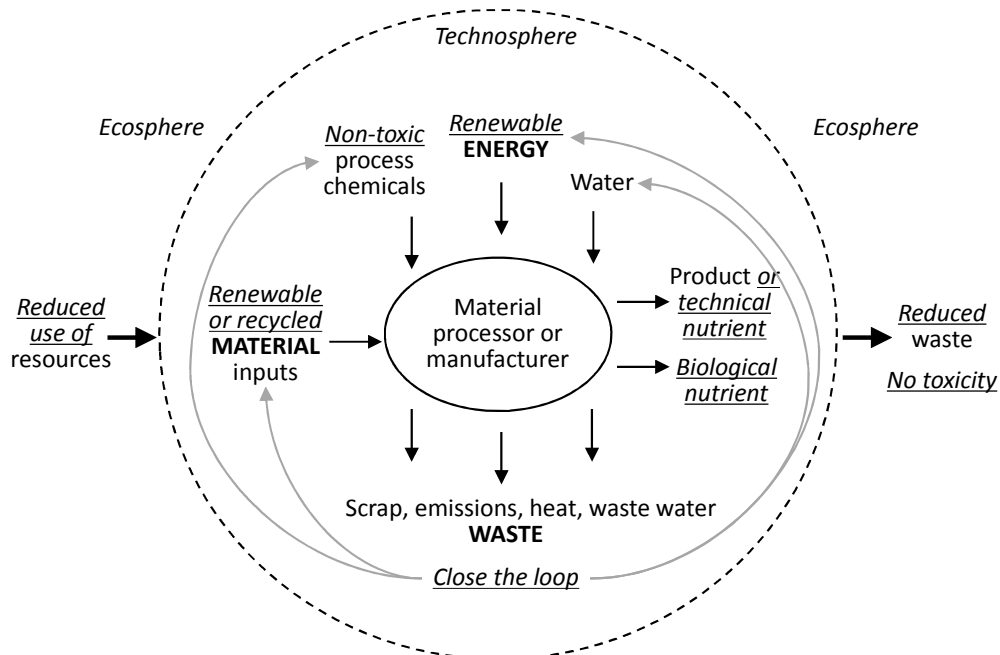 Technosphere
Ecosphere
Ecosphere
Non-toxic
process
chemicals
Renewable
ENERGY
Water
Reduced
use of
resources
Renewable
or recycled
MATERIAL
inputs
Material
processor or
manufacturer
Product or
technical
nutrient
Biological
nutrient
Reduced
waste
No toxicity
Scrap, emissions, heat, waste water
WASTE
Close the loop